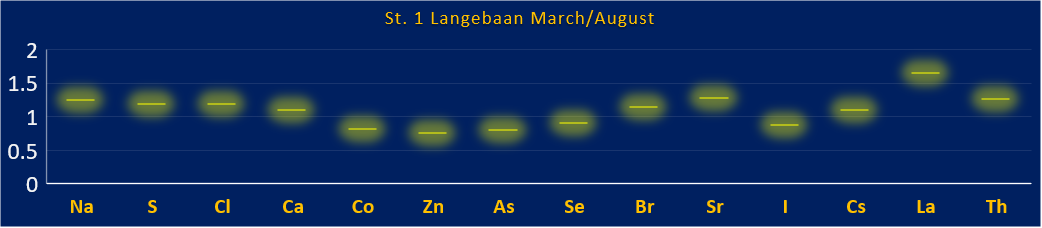 St. 1 Langebaan March/August
2
1.5
1
0.5
0
Na S Cl Ca Co Zn As Se Br Sr I Cs La Th